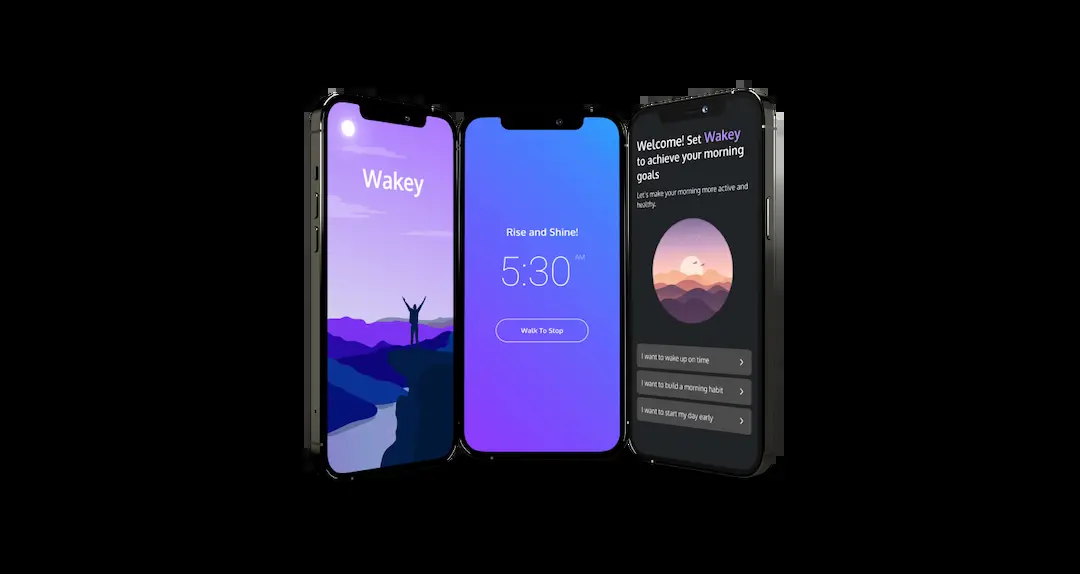 Wakey
Rise and Shine!
5:30 AM
Walk To Stop
Welcome! Set Wakey
to achieve your morning
goals
Let's make your morning more active and
healthy.
I want to wake up on time
I want to build a morning habit
I want to start my day early